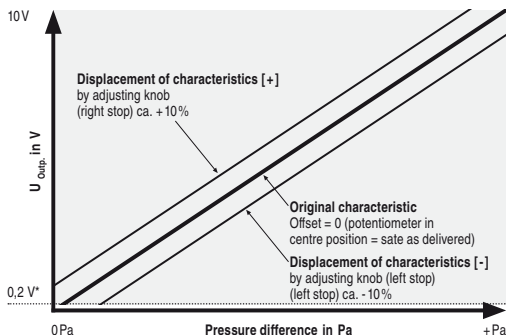 10 V
Displacement of characteristics [+]
by adjusting knob
(right stop) ca. +10 %
U Outp. in V
Original characteristic
Offset = 0 (potentiometer in
centre position = sate as delivered)
Displacement of characteristics [-]
by adjusting knob (left stop)
(left stop) ca. -10 %
0,2 V*
0 Pa
Pressure difference in Pa
+ Pa